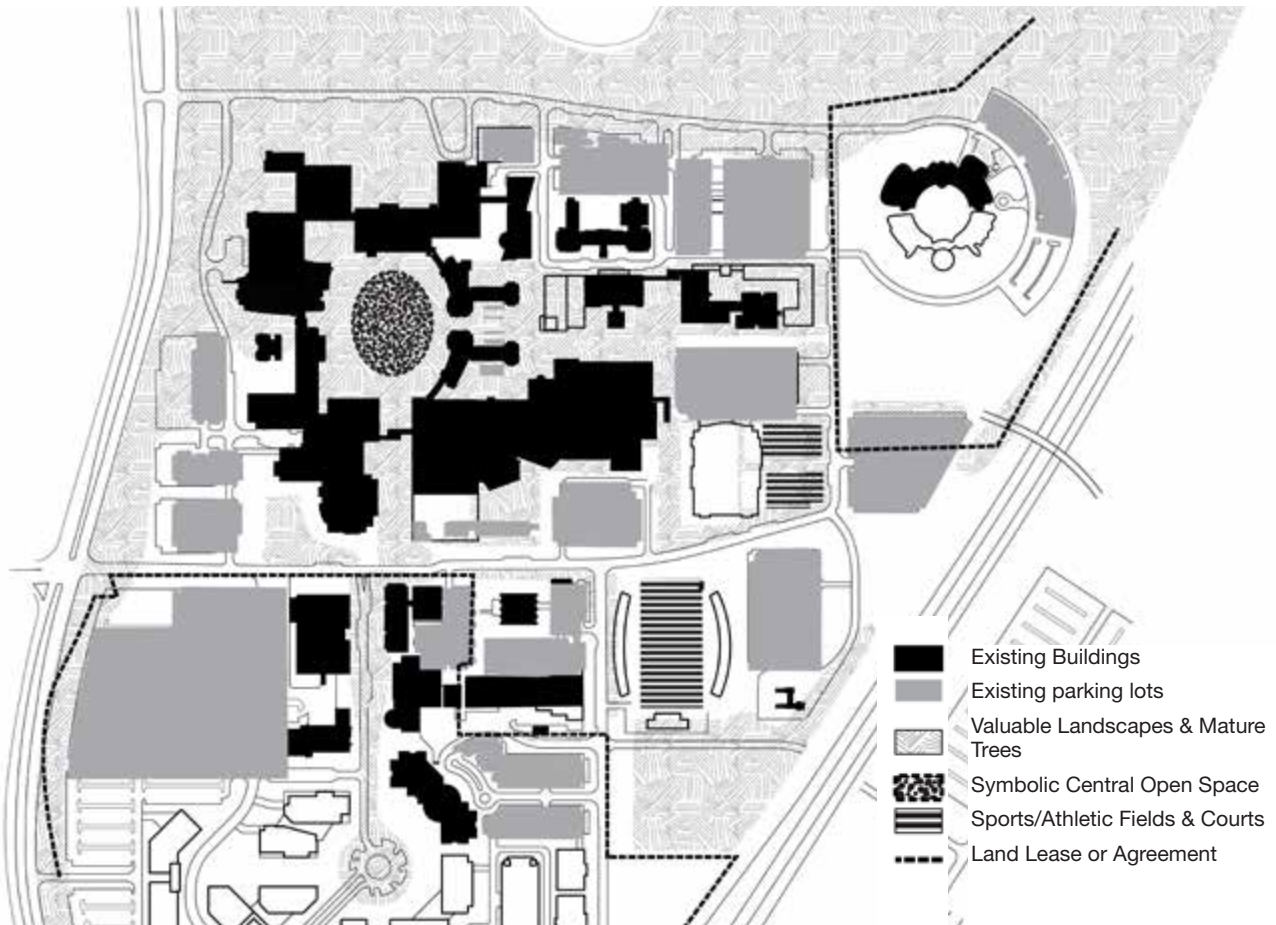 Existing Buildings
Existing parking lots
Valuable Landscapes & Mature
Trees
Symbolic Central Open Space
Sports/Athletic Fields & Courts
Land Lease or Agreement